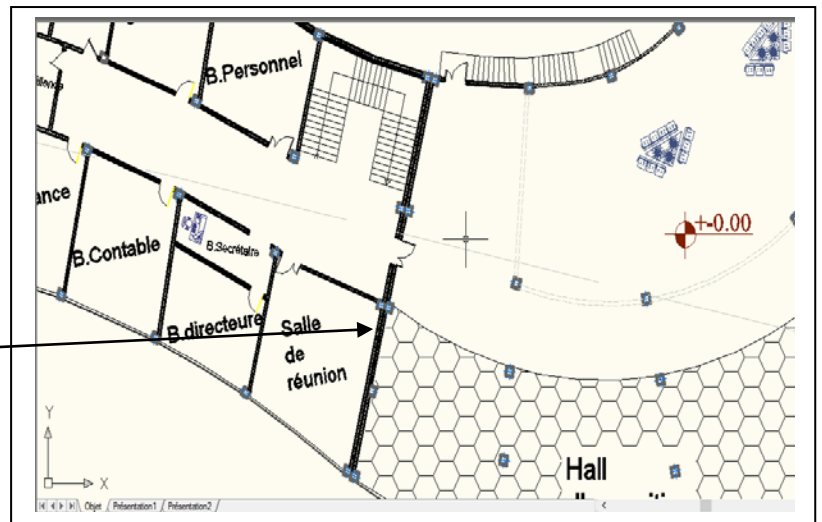 B.Personnel
ance
B.Contable
B.Secrétaire
B.directeure
Salle
de
réunion
+-0.00
Hall
Y
X
Objet / Présentation1 / Présentation2 /